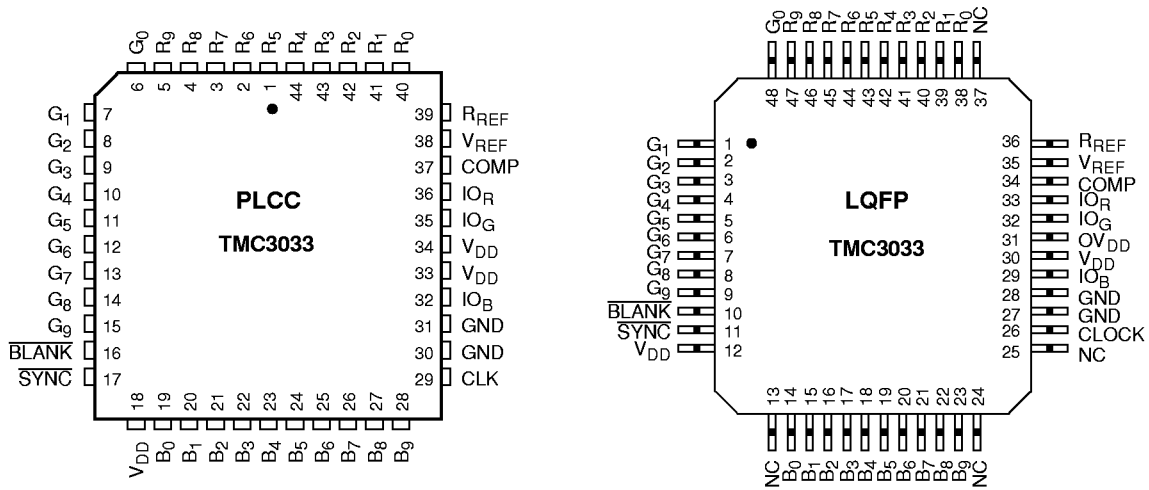 G0 R9 R8 R7 R6 R5 R4 R3 R2 R1 R0
6 5 4 3 2 1 44 43 42 41 40
G1 7 39 RREF
G2 8 38 VREF
G3 9 37 COMP
G4 10 36 IOR
G5 11 35 IOG
G6 12 34 VDD
G7 13 33 VDD
G8 14 32 IOB
G9 15 31 GND
BLANK 16 30 GND
SYNC 17 29 CLK
PLCC
TMC3033
18 19 20 21 22 23 24 25 26 27 28
VDD B0 B1 B2 B3 B4 B5 B6 B7 B8 B9
G0 R9 R8 R7 R6 R5 R4 R3 R2 R1 R0 NC
48 47 46 45 44 43 42 41 40 39 38 37
G1 1 36 RREF
G2 2 35 VREF
G3 3 34 COMP
G4 4 33 IOR
G5 5 32 IOG
G6 6 31 OVDD
G7 7 30 VDD
G8 8 29 IOB
G9 9 28 GND
BLANK 10 27 GND
SYNC 11 26 CLOCK
VDD 12 25 NC
LQFP
TMC3033
13 14 15 16 17 18 19 20 21 22 23 24
NC B0 B1 B2 B3 B4 B5 B6 B7 B8 B9 NC